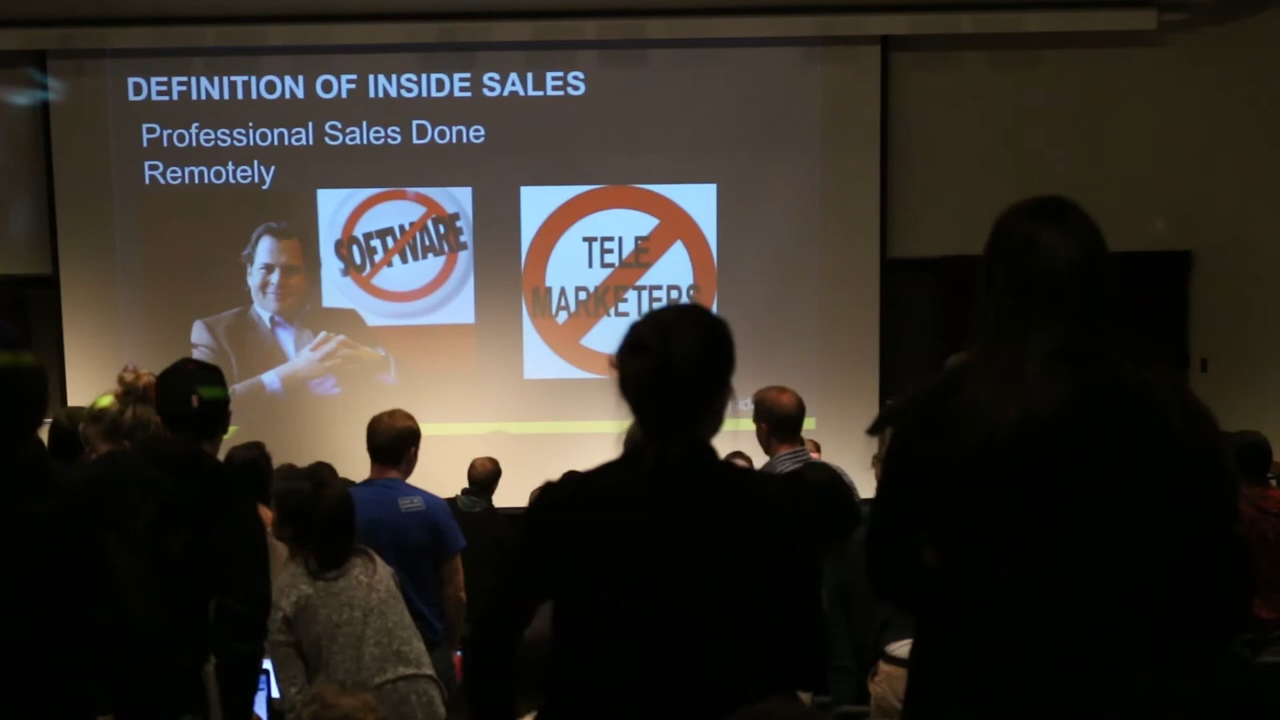 DEFINITION OF INSIDE SALES
Professional Sales Done
Remotely
SOFTWARE
TELE
MARKETERS